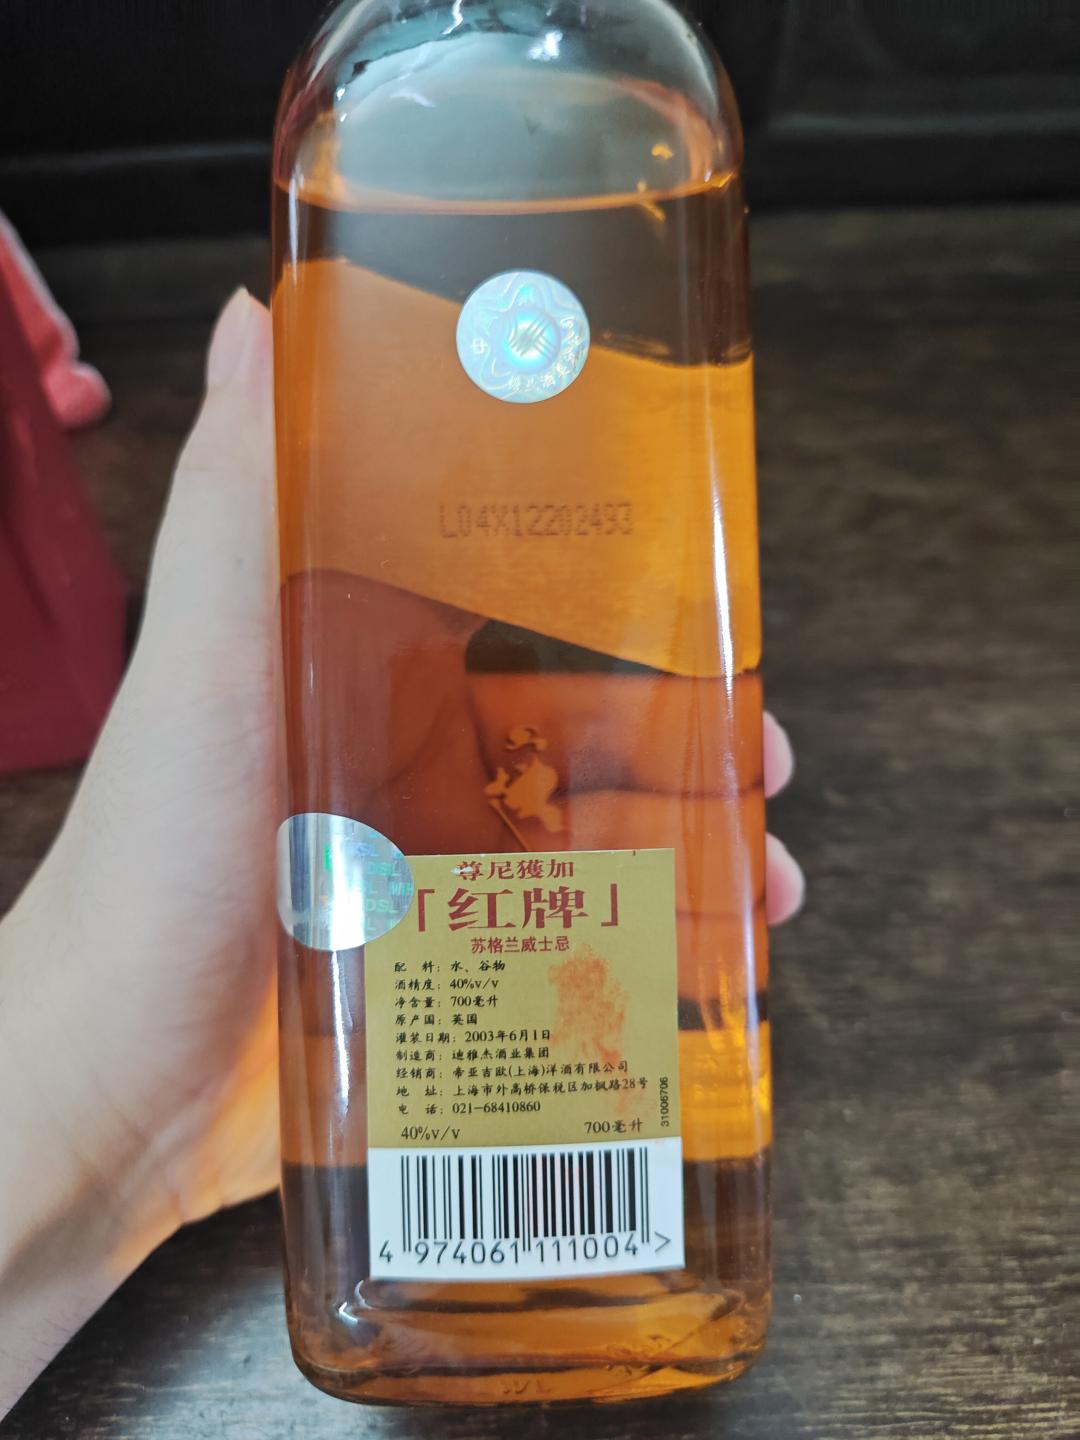 L04X12202493
DSL
DSL
DSL
尊尼獲加
「红牌」
苏格兰威士忌
配 料：水、谷物
酒精度：40%v/v
净含量：700毫升
原产国：英国
灌装日期：2003年6月1日
制造商：迪雅杰酒业集团
经销商：帝亚吉欧(上海)洋酒有限公司
地 址：上海市外高桥保税区加枫路28号
电 话：021-68410860
40%v/v 700毫升
31006706
4 974061 111004 >